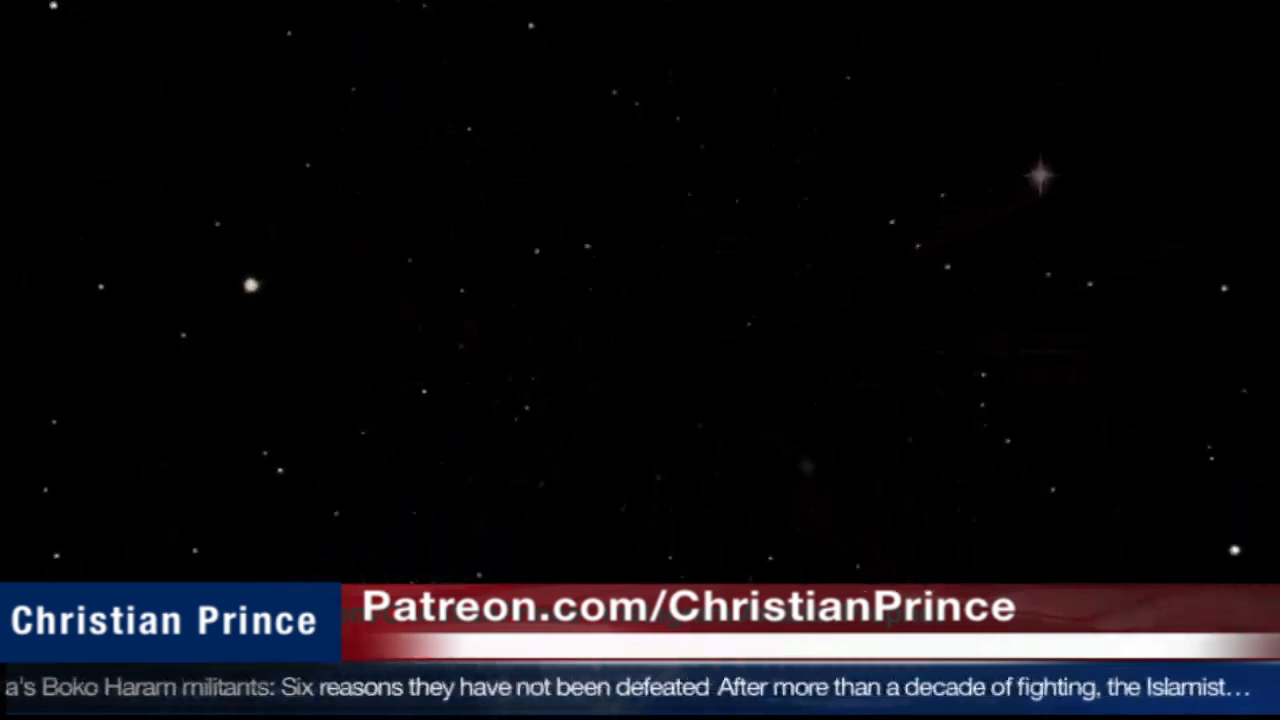 Christian Prince
Patreon.com/ChristianPrince
a's Boko Haram militants: Six reasons they have not been defeated After more than a decade of fighting, the Islamist…